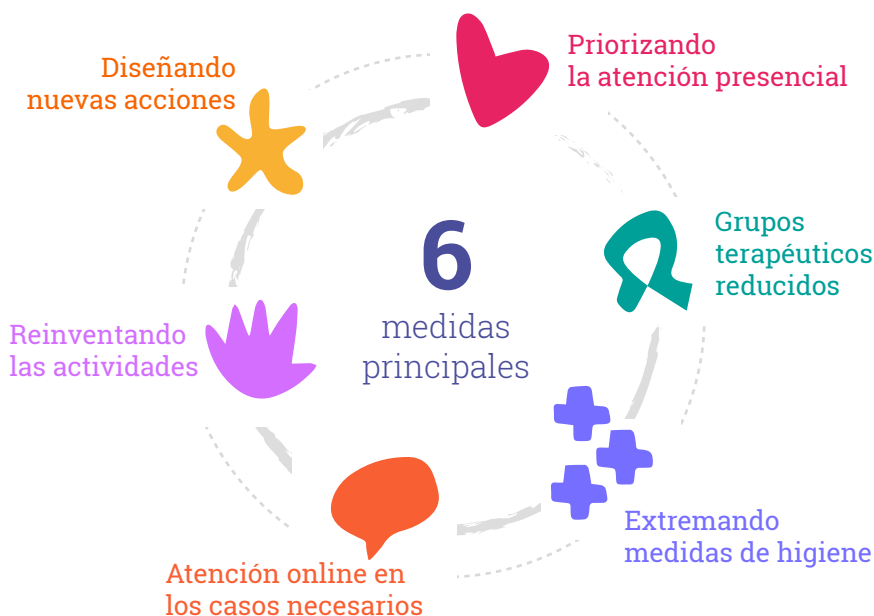 6
medidas
principales
Priorizando
la atención presencial
Grupos
terapéuticos
reducidos
Extremando
medidas de higiene
Atención online en
los casos necesarios
Reinventando
las actividades
Diseñando
nuevas acciones